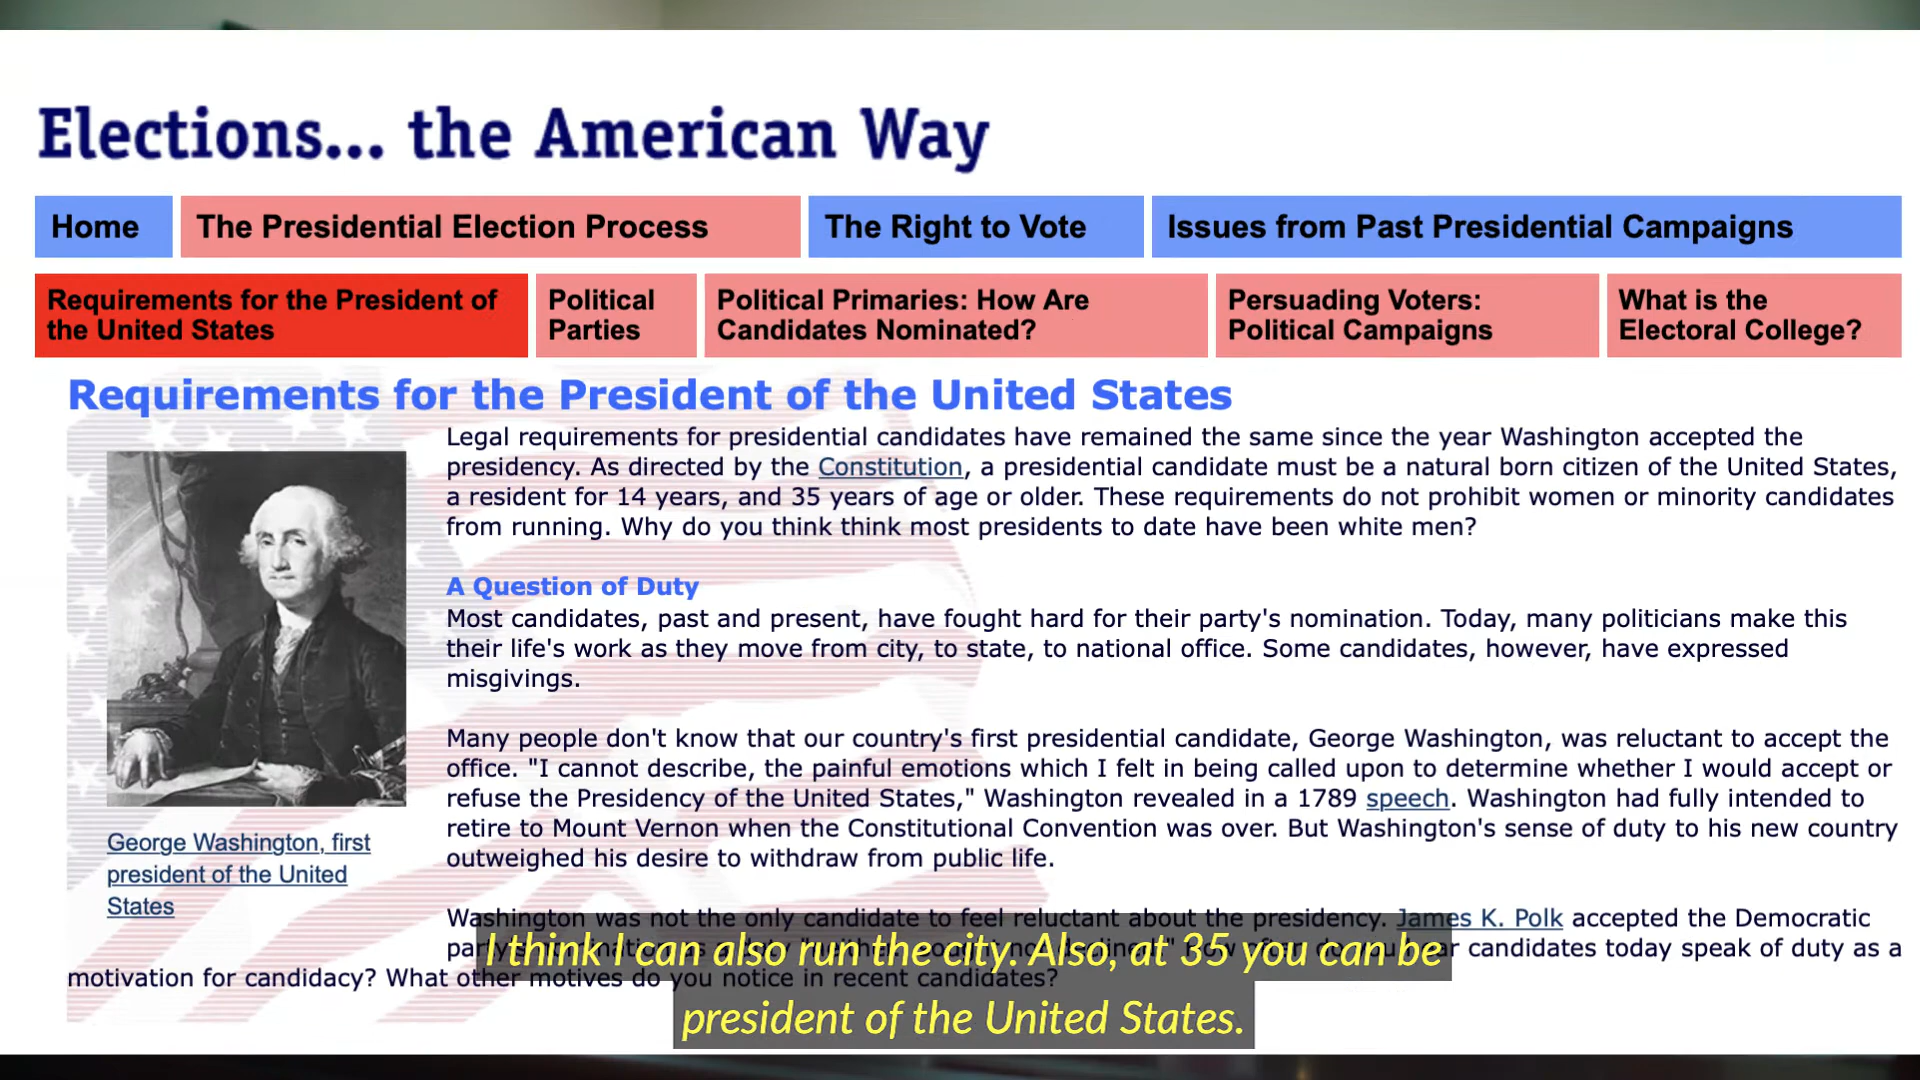 Elections... the American Way
Home
The Presidential Election Process
The Right to Vote
Issues from Past Presidential Campaigns
Requirements for the President of
the United States
Political
Parties
Political Primaries: How Are
Candidates Nominated?
Persuading Voters:
Political Campaigns
What is the
Electoral College?
Requirements for the President of the United States
Legal requirements for presidential candidates have remained the same since the year Washington accepted the
presidency. As directed by the Constitution, a presidential candidate must be a natural born citizen of the United States,
a resident for 14 years, and 35 years of age or older. These requirements do not prohibit women or minority candidates
from running. Why do you think think most presidents to date have been white men?
A Question of Duty
Most candidates, past and present, have fought hard for their party's nomination. Today, many politicians make this
their life's work as they move from city, to state, to national office. Some candidates, however, have expressed
misgivings.
Many people don't know that our country's first presidential candidate, George Washington, was reluctant to accept the
office. "I cannot describe, the painful emotions which I felt in being called upon to determine whether I would accept or
refuse the Presidency of the United States," Washington revealed in a 1789 speech. Washington had fully intended to
retire to Mount Vernon when the Constitutional Convention was over. But Washington's sense of duty to his new country
outweighed his desire to withdraw from public life.
George Washington, first
president of the United
States
Washington was not the only candidate to feel reluctant about the presidency. James K. Polk accepted the Democratic
candidates today speak of duty as a
motivation for candidacy? What other motives do you notice in recent candidates?
I think I can also run the city. Also, at 35 you can be
president of the United States.